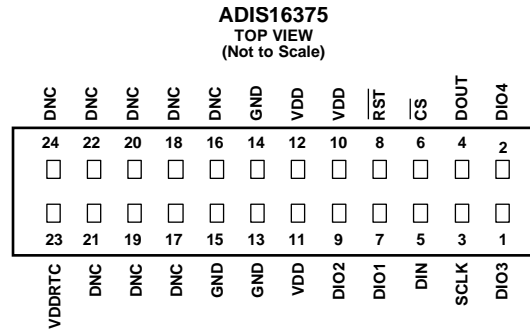 ADIS16375
TOP VIEW
(Not to Scale)
DNC DNC DNC DNC DNC GND VDD VDD RST CS DOUT DIO4
24 22 20 18 16 14 12 10 8 6 4 2
23 21 19 17 15 13 11 9 7 5 3 1
VDDRTC DNC DNC DNC GND GND VDD DIO2 DIO1 DIN SCLK DIO3